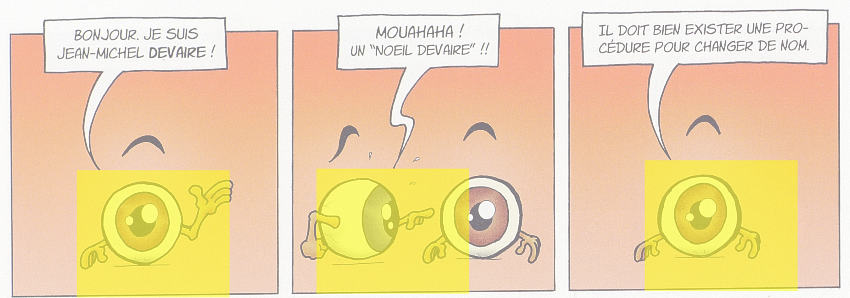 BONJOUR. JE SUIS
JEAN-MICHEL DEVAIRE !
MOUAHAHA !
UN "NOEIL DEVAIRE" !!
IL DOIT BIEN EXISTER UNE PRO-
CÉDURE POUR CHANGER DE NOM.